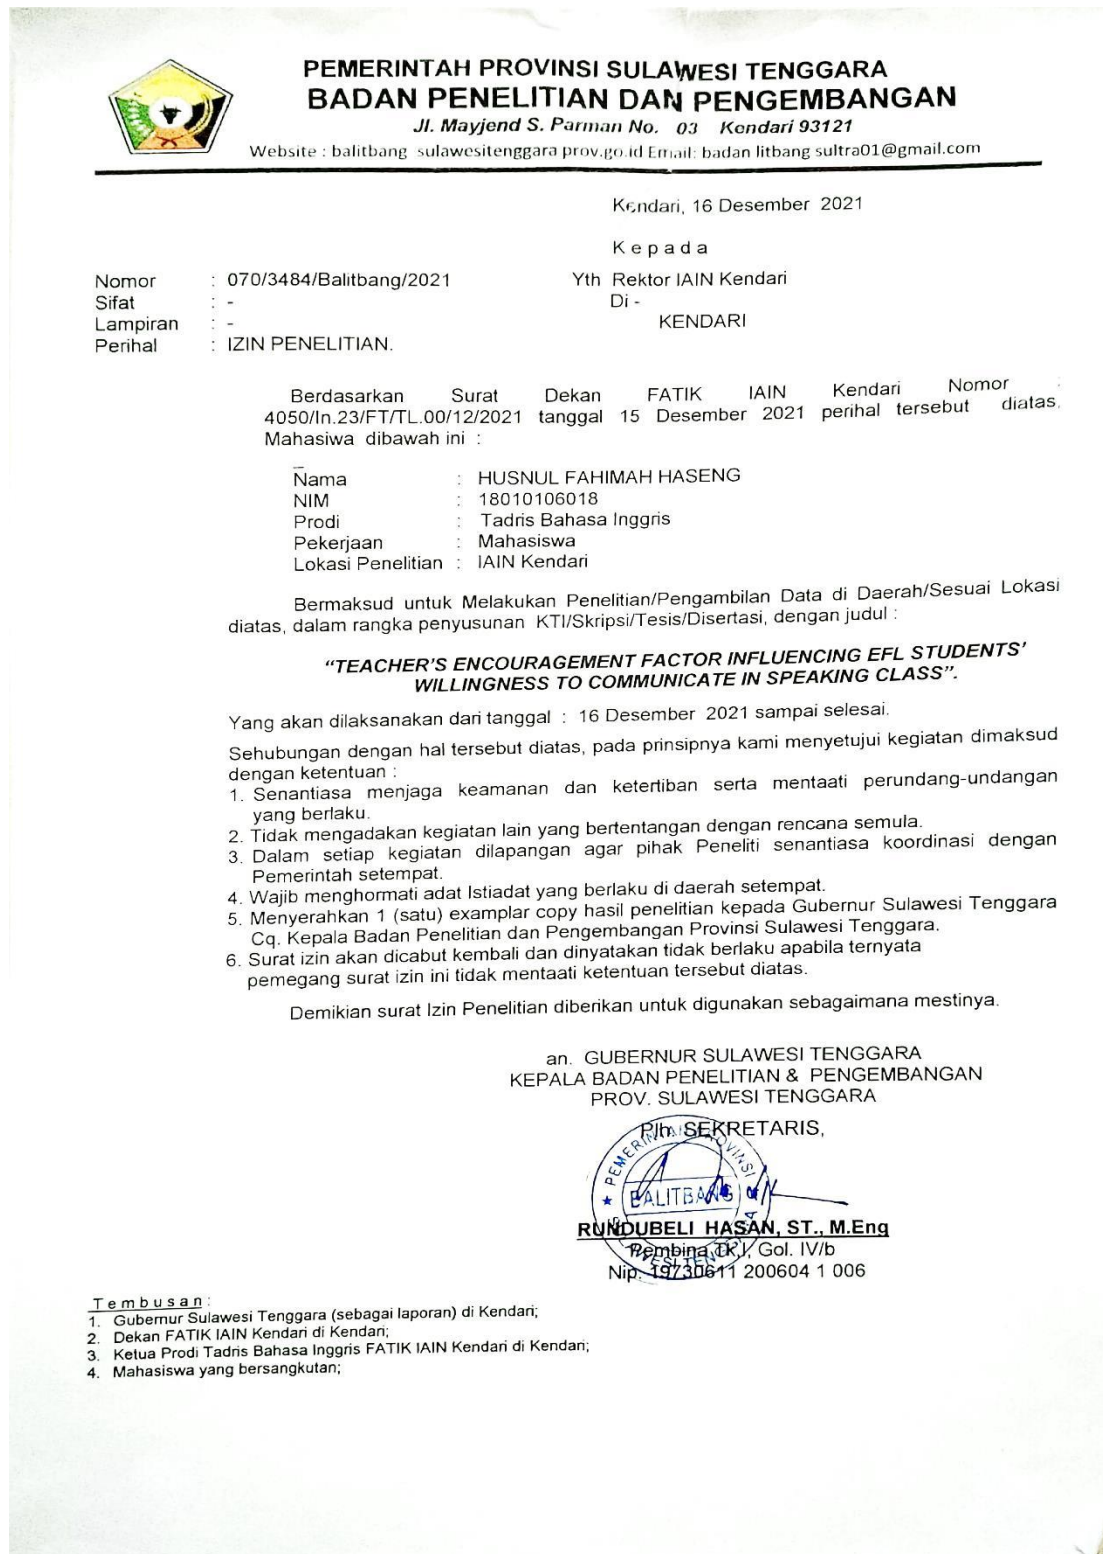 PEMERINTAH PROVINSI SULAWESI TENGGARA
BADAN PENELITIAN DAN PENGEMBANGAN
Jl. Mayjend S. Parman No. 03 Kendari 93121
Website : balitbang sulawesitenggara prov.go.id Email: badan litbang sultra01@gmail.com
Kendari, 16 Desember 2021
K e p a d a
Nomor : 070/3484/Balitbang/2021 Yth Rektor IAIN Kendari
Sifat : - Di -
Lampiran : - KENDARI
Perihal : IZIN PENELITIAN.
Berdasarkan Surat Dekan FATIK IAIN Kendari Nomor :
4050/In.23/FT/TL.00/12/2021 tanggal 15 Desember 2021 perihal tersebut diatas,
Mahasiwa dibawah ini :
Nama : HUSNUL FAHIMAH HASENG
NIM : 18010106018
Prodi : Tadris Bahasa Inggris
Pekerjaan : Mahasiswa
Lokasi Penelitian : IAIN Kendari
Bermaksud untuk Melakukan Penelitian/Pengambilan Data di Daerah/Sesuai Lokasi
diatas, dalam rangka penyusunan KTI/Skripsi/Tesis/Disertasi, dengan judul :
“TEACHER’S ENCOURAGEMENT FACTOR INFLUENCING EFL STUDENTS’
WILLINGNESS TO COMMUNICATE IN SPEAKING CLASS”.
Yang akan dilaksanakan dari tanggal : 16 Desember 2021 sampai selesai.
Sehubungan dengan hal tersebut diatas, pada prinsipnya kami menyetujui kegiatan dimaksud
dengan ketentuan :
1. Senantiasa menjaga keamanan dan ketertiban serta mentaati perundang-undangan
yang berlaku.
2. Tidak mengadakan kegiatan lain yang bertentangan dengan rencana semula.
3. Dalam setiap kegiatan dilapangan agar pihak Peneliti senantiasa koordinasi dengan
Pemerintah setempat.
4. Wajib menghormati adat Istiadat yang berlaku di daerah setempat.
5. Menyerahkan 1 (satu) examplar copy hasil penelitian kepada Gubernur Sulawesi Tenggara
Cq. Kepala Badan Penelitian dan Pengembangan Provinsi Sulawesi Tenggara.
6. Surat izin akan dicabut kembali dan dinyatakan tidak berlaku apabila ternyata
pemegang surat izin ini tidak mentaati ketentuan tersebut diatas.
Demikian surat Izin Penelitian diberikan untuk digunakan sebagaimana mestinya.
an. GUBERNUR SULAWESI TENGGARA
KEPALA BADAN PENELITIAN & PENGEMBANGAN
PROV. SULAWESI TENGGARA
Plh. SEKRETARIS,
PEMERINTAH PROVINSI
BALITBANG
SULAWESI TENGGARA
RUNDUBELI HASAN, ST., M.Eng
Pembina Tk.I, Gol. IV/b
Nip. 19730611 200604 1 006
T e m b u s a n :
1. Gubernur Sulawesi Tenggara (sebagai laporan) di Kendari;
2. Dekan FATIK IAIN Kendari di Kendari;
3. Ketua Prodi Tadris Bahasa Inggris FATIK IAIN Kendari di Kendari;
4. Mahasiswa yang bersangkutan;